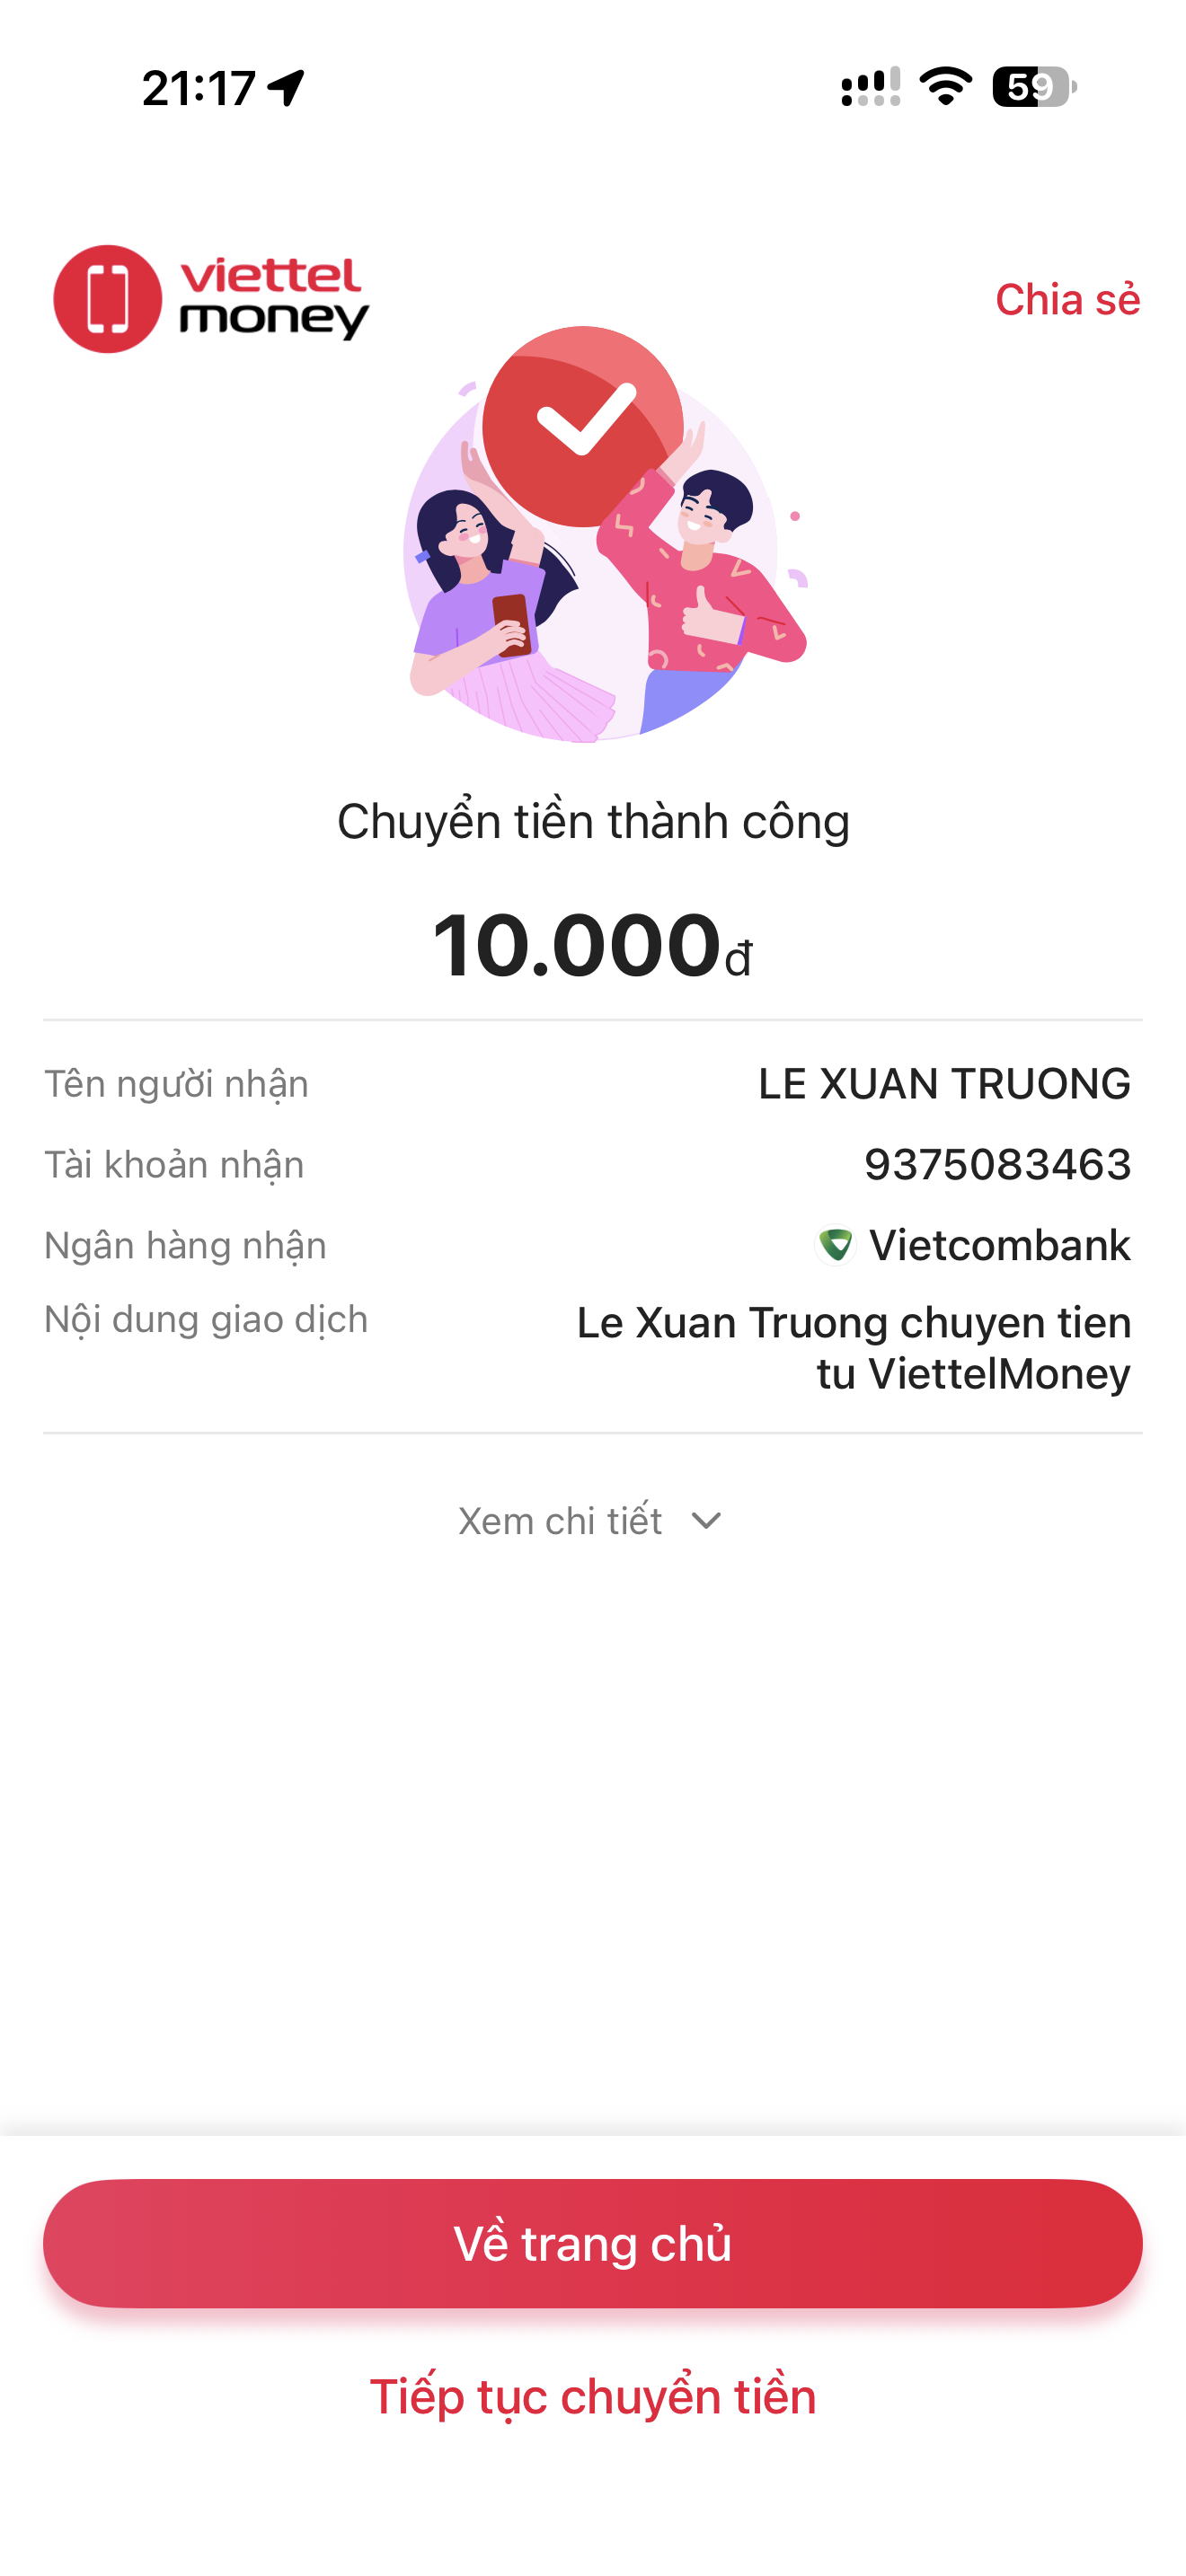 21:17
59
viettel
money
Chia sẻ
Chuyển tiền thành công
10.000đ
Tên người nhận LE XUAN TRUONG
Tài khoản nhận 9375083463
Ngân hàng nhận Vietcombank
Nội dung giao dịch Le Xuan Truong chuyen tien
tu ViettelMoney
Xem chi tiết
Về trang chủ
Tiếp tục chuyển tiền